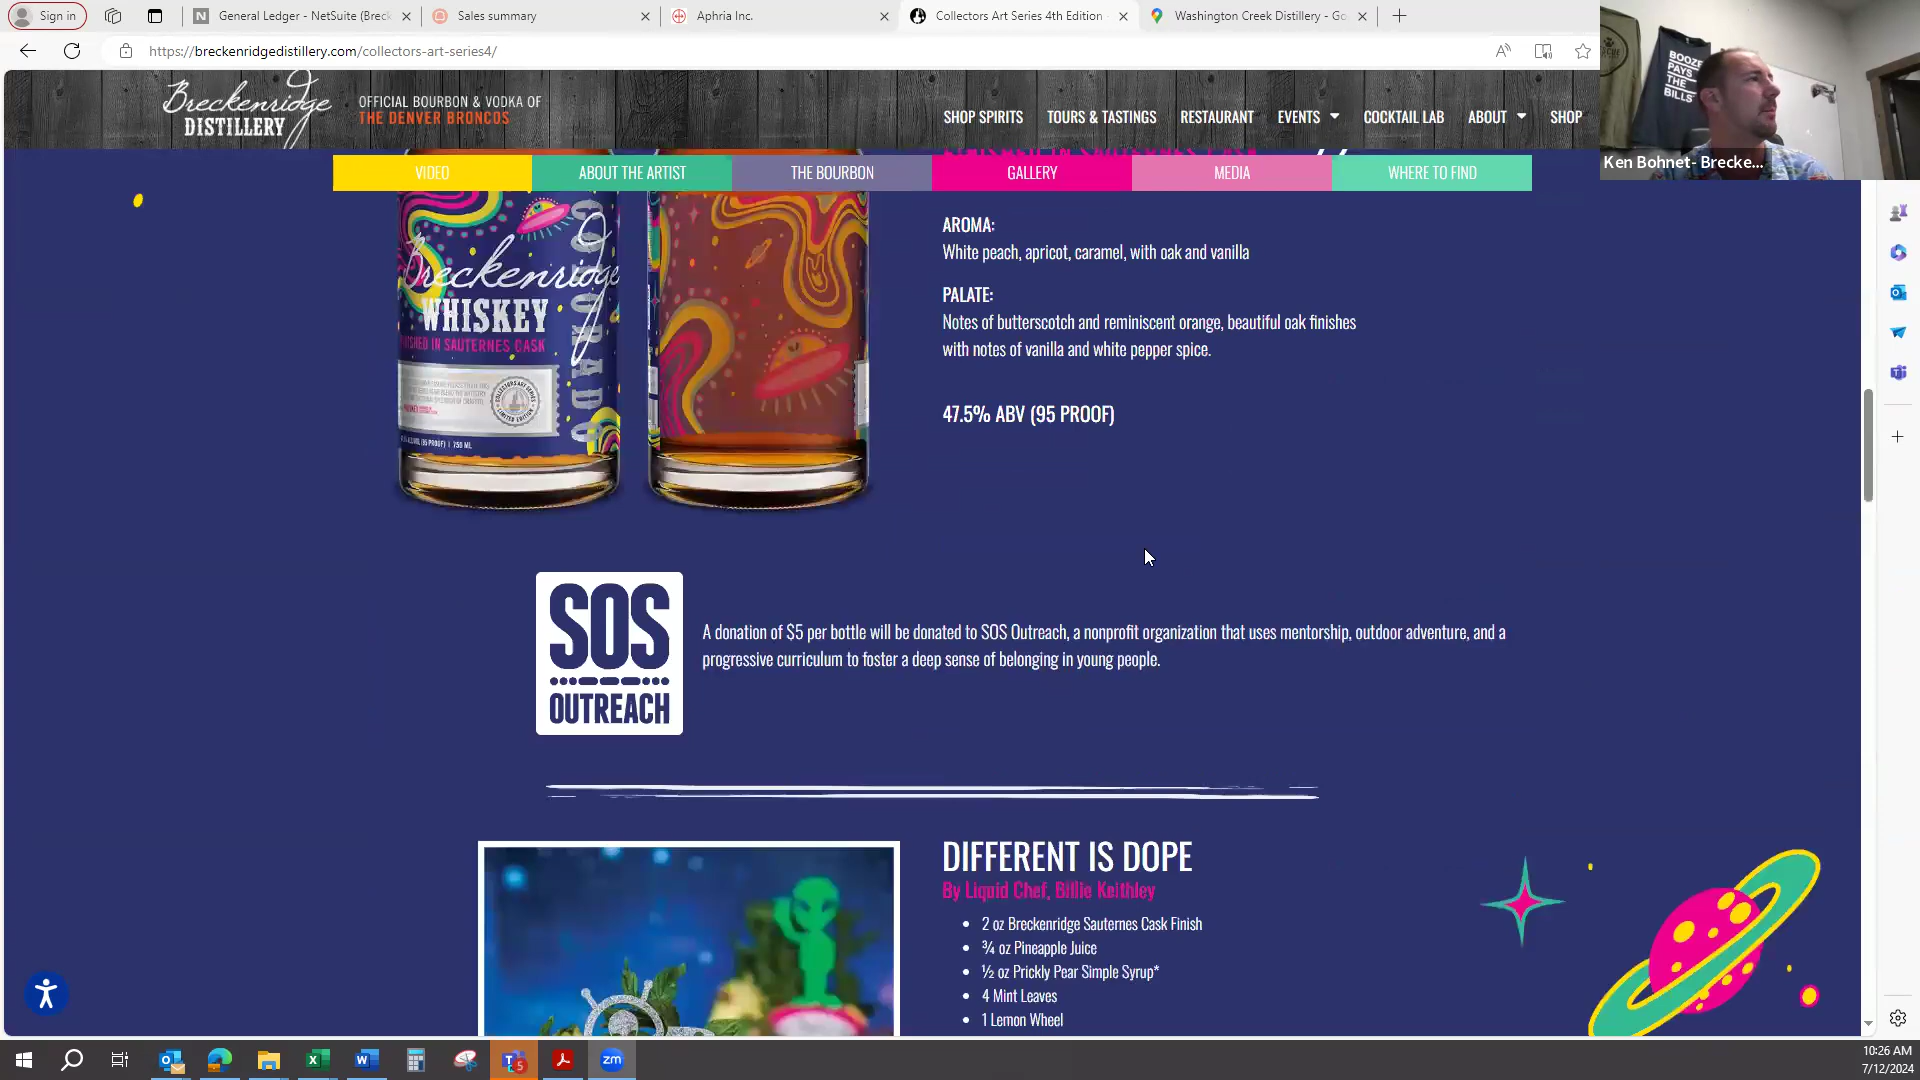 Sign in
General Ledger - NetSuite (Breck
Sales summary
Aphria Inc.
Collectors Art Series 4th Edition
Washington Creek Distillery - Go
https://breckenridgedistillery.com/collectors-art-series4/
Breckenridge
DISTILLERY
OFFICIAL BOURBON & VODKA OF
THE DENVER BRONCOS
SHOP SPIRITS
TOURS & TASTINGS
RESTAURANT
EVENTS
COCKTAIL LAB
ABOUT
SHOP
BOOZE
PAYS
THE
BILLS
Ken Bohnet- Brecke...
VIDEO
ABOUT THE ARTIST
THE BOURBON
GALLERY
MEDIA
WHERE TO FIND
Breckenridge
WHISKEY
SAUTERNES CASK
COLORADO
AROMA:
White peach, apricot, caramel, with oak and vanilla
PALATE:
Notes of butterscotch and reminiscent orange, beautiful oak finishes
with notes of vanilla and white pepper spice.
47.5% ABV (95 PROOF)
SOS
OUTREACH
A donation of $5 per bottle will be donated to SOS Outreach, a nonprofit organization that uses mentorship, outdoor adventure, and a
progressive curriculum to foster a deep sense of belonging in young people.
DIFFERENT IS DOPE
By Liquid Chef, Billie Keithley
2 oz Breckenridge Sauternes Cask Finish
¾ oz Pineapple Juice
½ oz Prickly Pear Simple Syrup*
4 Mint Leaves
1 Lemon Wheel
10:26 AM
7/12/2024